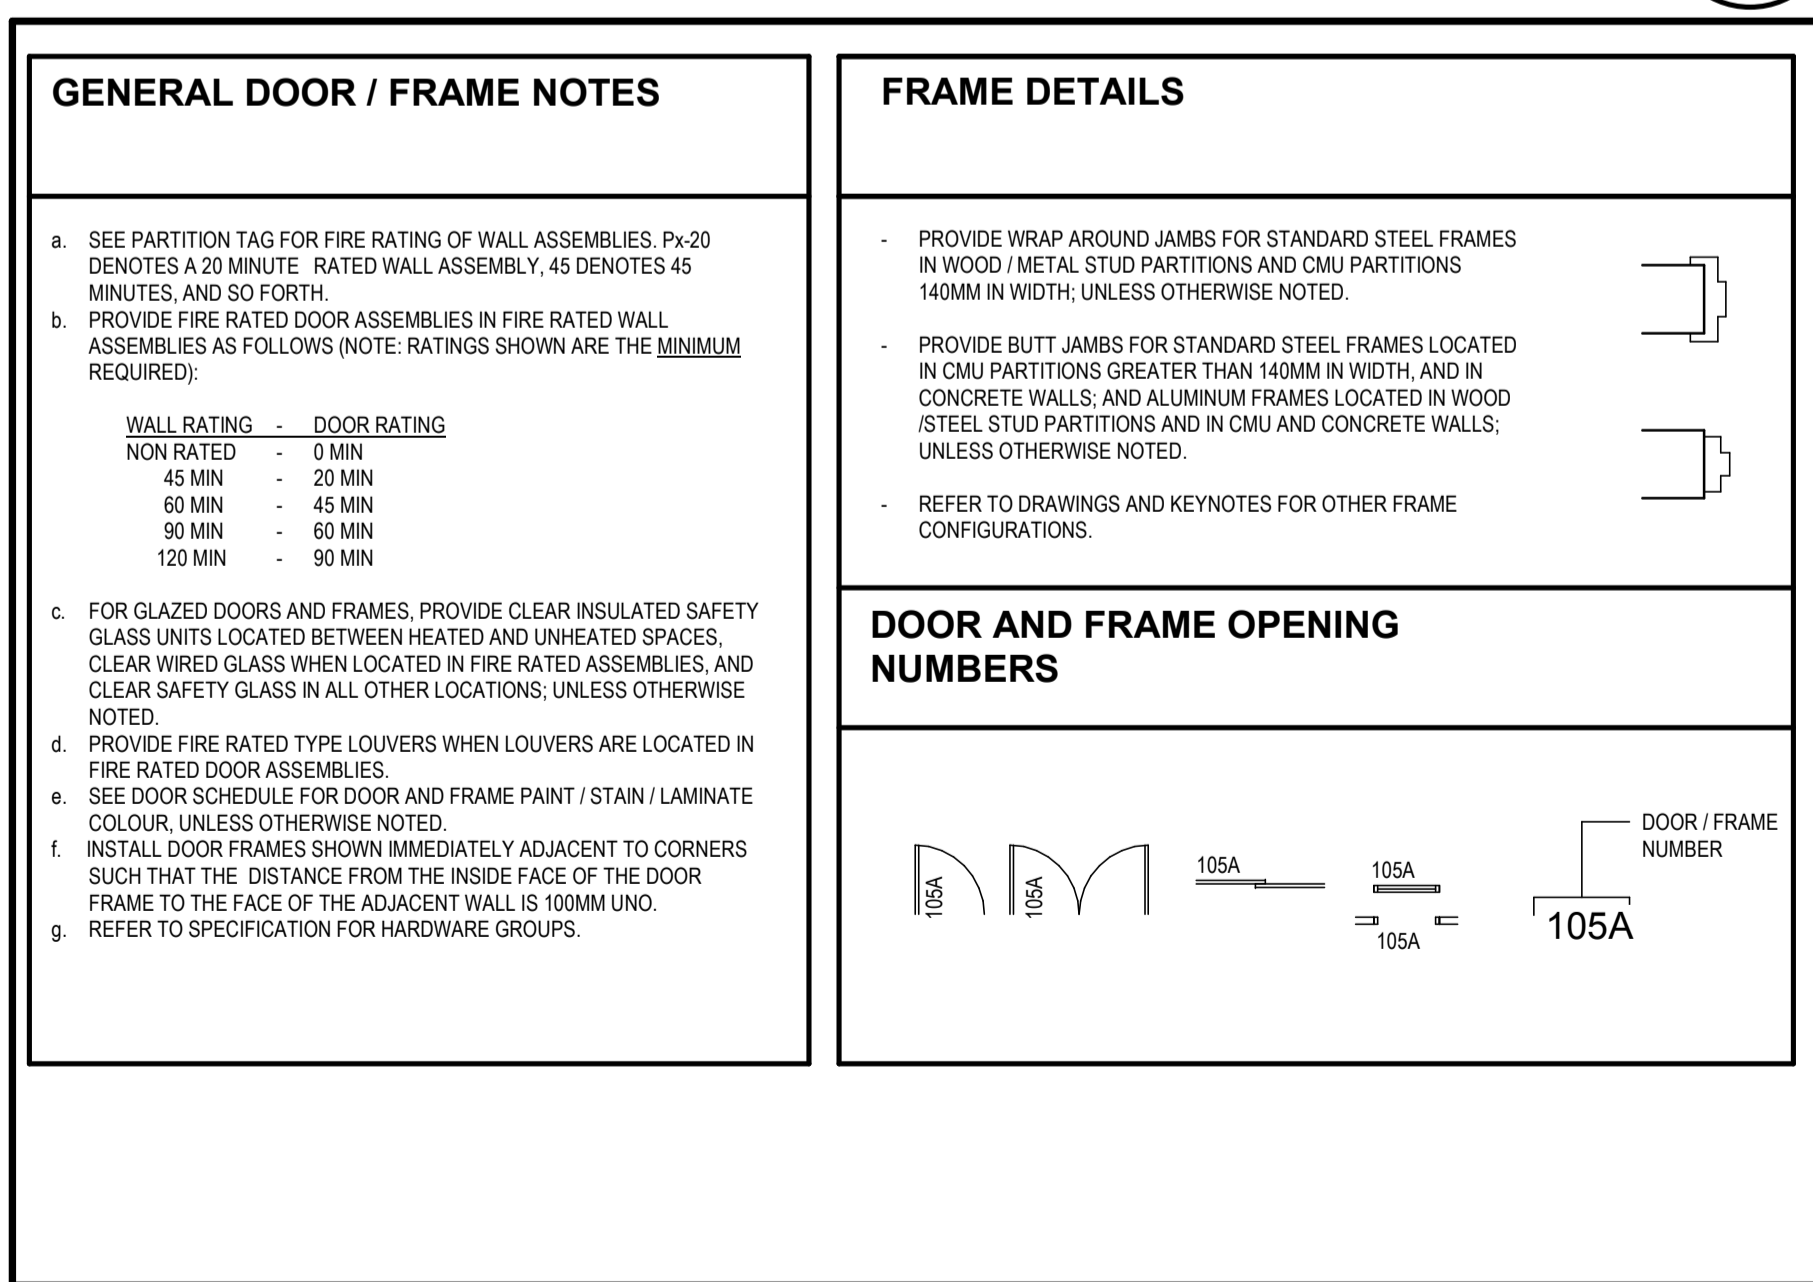 GENERAL DOOR / FRAME NOTES
a. SEE PARTITION TAG FOR FIRE RATING OF WALL ASSEMBLIES. Px-20
DENOTES A 20 MINUTE RATED WALL ASSEMBLY, 45 DENOTES 45
MINUTES, AND SO FORTH.
b. PROVIDE FIRE RATED DOOR ASSEMBLIES IN FIRE RATED WALL
ASSEMBLIES AS FOLLOWS (NOTE: RATINGS SHOWN ARE THE MINIMUM
REQUIRED):
WALL RATING - DOOR RATING
NON RATED - 0 MIN
45 MIN - 20 MIN
60 MIN - 45 MIN
90 MIN - 60 MIN
120 MIN - 90 MIN
c. FOR GLAZED DOORS AND FRAMES, PROVIDE CLEAR INSULATED SAFETY
GLASS UNITS LOCATED BETWEEN HEATED AND UNHEATED SPACES,
CLEAR WIRED GLASS WHEN LOCATED IN FIRE RATED ASSEMBLIES, AND
CLEAR SAFETY GLASS IN ALL OTHER LOCATIONS; UNLESS OTHERWISE
NOTED.
d. PROVIDE FIRE RATED TYPE LOUVERS WHEN LOUVERS ARE LOCATED IN
FIRE RATED DOOR ASSEMBLIES.
e. SEE DOOR SCHEDULE FOR DOOR AND FRAME PAINT / STAIN / LAMINATE
COLOUR, UNLESS OTHERWISE NOTED.
f. INSTALL DOOR FRAMES SHOWN IMMEDIATELY ADJACENT TO CORNERS
SUCH THAT THE DISTANCE FROM THE INSIDE FACE OF THE DOOR
FRAME TO THE FACE OF THE ADJACENT WALL IS 100MM UNO.
g. REFER TO SPECIFICATION FOR HARDWARE GROUPS.
FRAME DETAILS
- PROVIDE WRAP AROUND JAMBS FOR STANDARD STEEL FRAMES
IN WOOD / METAL STUD PARTITIONS AND CMU PARTITIONS
140MM IN WIDTH; UNLESS OTHERWISE NOTED.
- PROVIDE BUTT JAMBS FOR STANDARD STEEL FRAMES LOCATED
IN CMU PARTITIONS GREATER THAN 140MM IN WIDTH, AND IN
CONCRETE WALLS; AND ALUMINUM FRAMES LOCATED IN WOOD
/STEEL STUD PARTITIONS AND IN CMU AND CONCRETE WALLS;
UNLESS OTHERWISE NOTED.
- REFER TO DRAWINGS AND KEYNOTES FOR OTHER FRAME
CONFIGURATIONS.
DOOR AND FRAME OPENING
NUMBERS
105A
105A
105A
105A
105A
DOOR / FRAME
NUMBER
105A